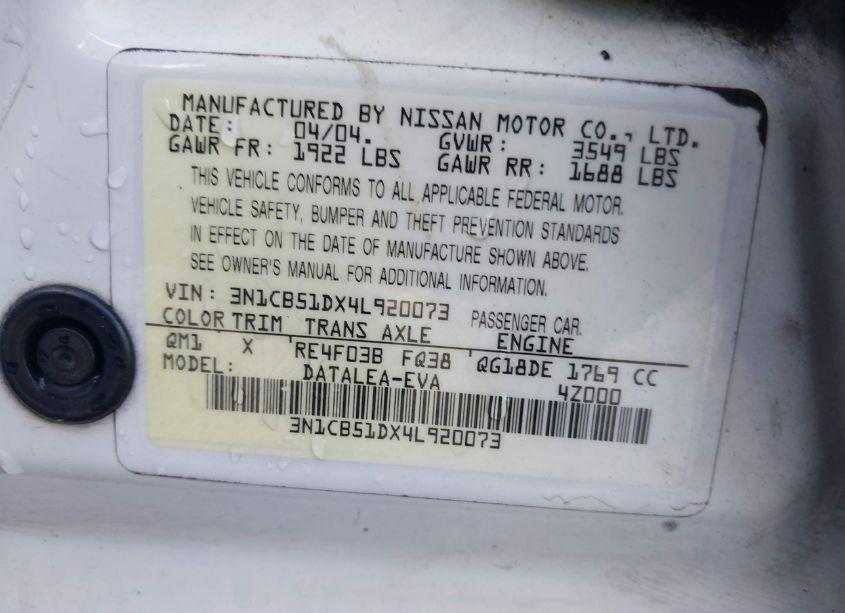 MANUFACTURED BY NISSAN MOTOR CO., LTD.
DATE: 04/04. GVWR: 3549 LBS
GAWR FR: 1922 LBS GAWR RR: 1688 LBS
THIS VEHICLE CONFORMS TO ALL APPLICABLE FEDERAL MOTOR
VEHICLE SAFETY, BUMPER AND THEFT PREVENTION STANDARDS
IN EFFECT ON THE DATE OF MANUFACTURE SHOWN ABOVE.
SEE OWNER'S MANUAL FOR ADDITIONAL INFORMATION.
VIN: 3N1CB51DX4L920073 PASSENGER CAR
COLOR TRIM TRANS AXLE ENGINE
QM1 X RE4F03B FQ38 QG18DE 1769 CC
MODEL: DATALEA-EVA 4Z000
3N1CB51DX4L920073